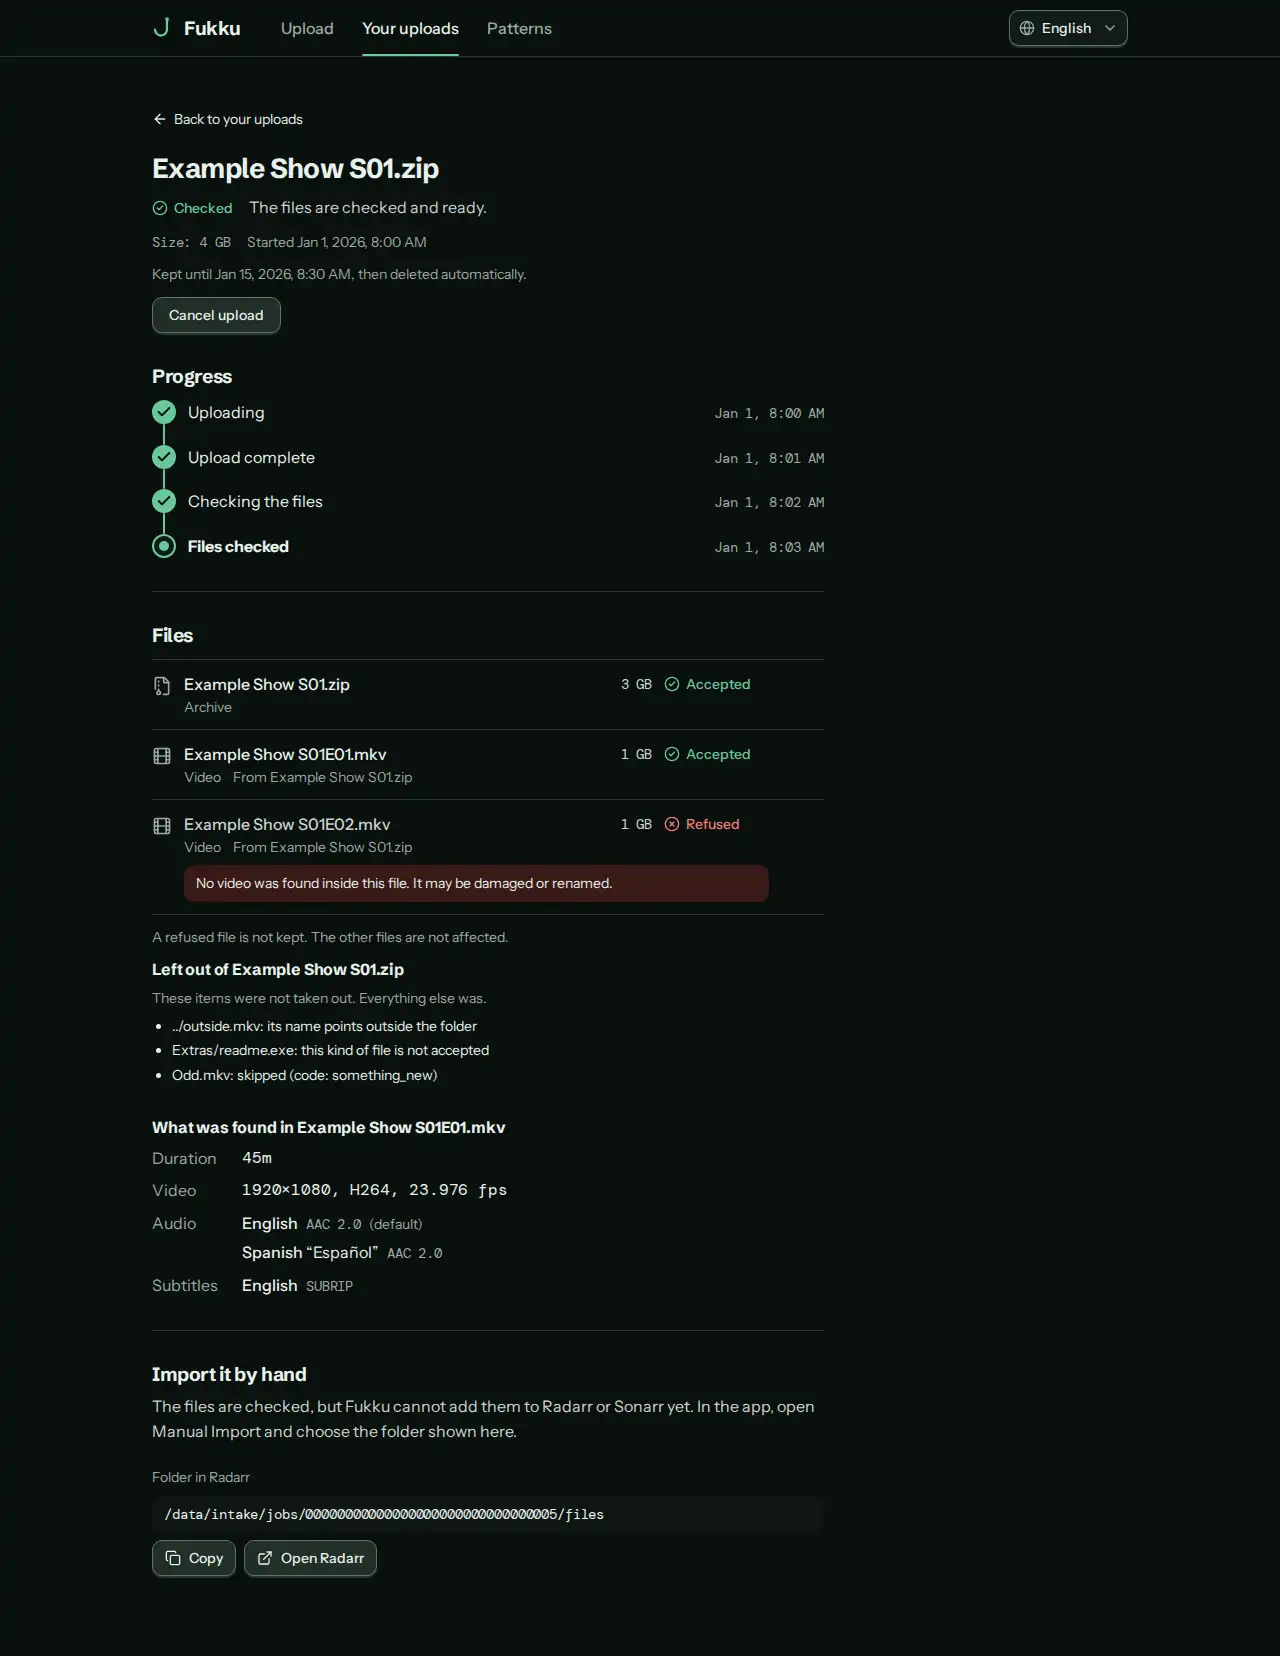 Fukku
Upload
Your uploads
Patterns
English
Back to your uploads
Example Show S01.zip
Checked The files are checked and ready.
Size: 4 GB Started Jan 1, 2026, 8:00 AM
Kept until Jan 15, 2026, 8:30 AM, then deleted automatically.
Cancel upload
Progress
Uploading Jan 1, 8:00 AM
Upload complete Jan 1, 8:01 AM
Checking the files Jan 1, 8:02 AM
Files checked Jan 1, 8:03 AM
Files
Example Show S01.zip 3 GB Accepted
Archive
Example Show S01E01.mkv 1 GB Accepted
Video From Example Show S01.zip
Example Show S01E02.mkv 1 GB Refused
Video From Example Show S01.zip
No video was found inside this file. It may be damaged or renamed.
A refused file is not kept. The other files are not affected.
Left out of Example Show S01.zip
These items were not taken out. Everything else was.
• ../outside.mkv: its name points outside the folder
• Extras/readme.exe: this kind of file is not accepted
• Odd.mkv: skipped (code: something_new)
What was found in Example Show S01E01.mkv
Duration 45m
Video 1920×1080, H264, 23.976 fps
Audio English AAC 2.0 (default)
Spanish “Español” AAC 2.0
Subtitles English SUBRIP
Import it by hand
The files are checked, but Fukku cannot add them to Radarr or Sonarr yet. In the app, open
Manual Import and choose the folder shown here.
Folder in Radarr
/data/intake/jobs/00000000000000000000000000000005/files
Copy
Open Radarr